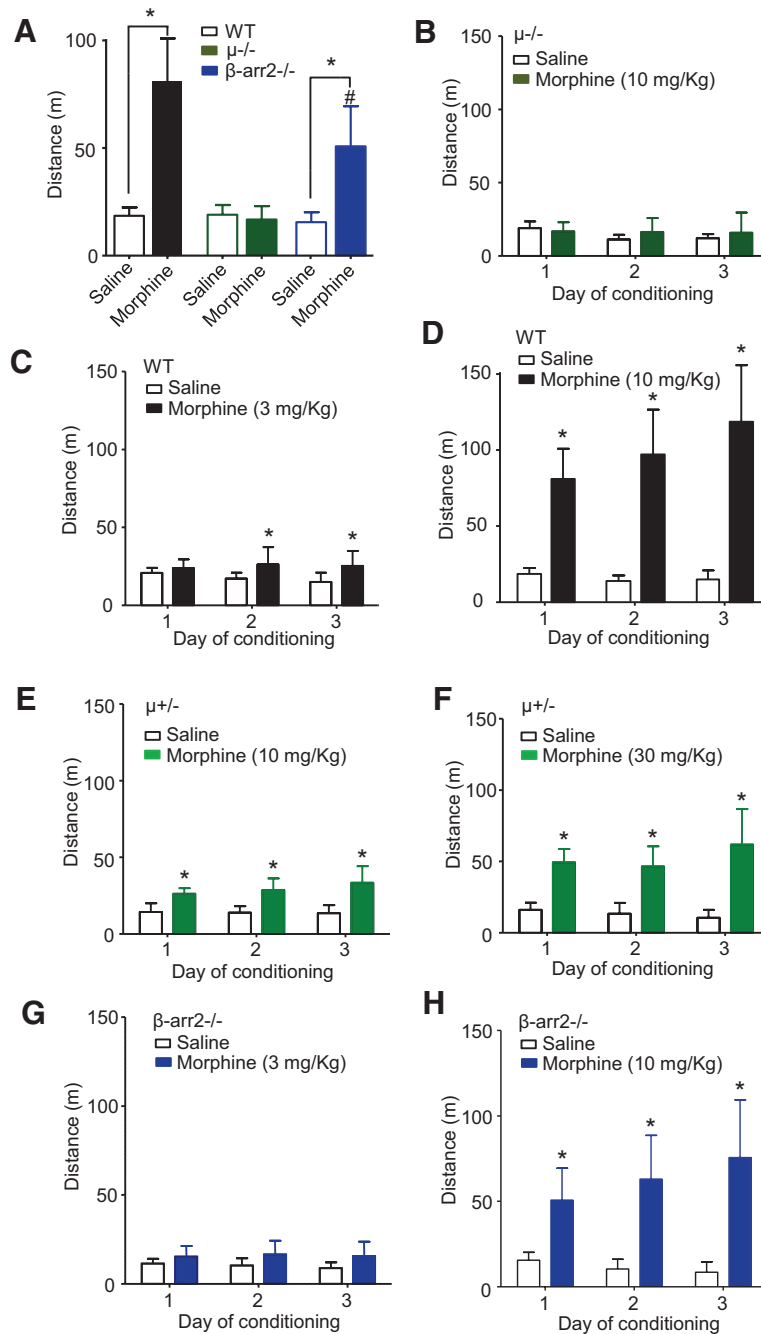 A
*
WT
μ-/-
β-arr2-/-
*
#
Distance (m)
100
50
0
Saline
Morphine
Saline
Morphine
Saline
Morphine
B
μ-/-
Saline
Morphine (10 mg/Kg)
Distance (m)
150
100
50
0
1 2 3
Day of conditioning
C
WT
Saline
Morphine (3 mg/Kg)
Distance (m)
150
100
50
0
* *
1 2 3
Day of conditioning
D
WT
Saline
Morphine (10 mg/Kg)
Distance (m)
150
100
50
0
* * *
1 2 3
Day of conditioning
E
μ+/-
Saline
Morphine (10 mg/Kg)
Distance (m)
150
100
50
0
* * *
1 2 3
Day of conditioning
F
μ+/-
Saline
Morphine (30 mg/Kg)
Distance (m)
150
100
50
0
* * *
1 2 3
Day of conditioning
G
β-arr2-/-
Saline
Morphine (3 mg/Kg)
Distance (m)
150
100
50
0
1 2 3
Day of conditioning
H
β-arr2-/-
Saline
Morphine (10 mg/Kg)
Distance (m)
150
100
50
0
* * *
1 2 3
Day of conditioning